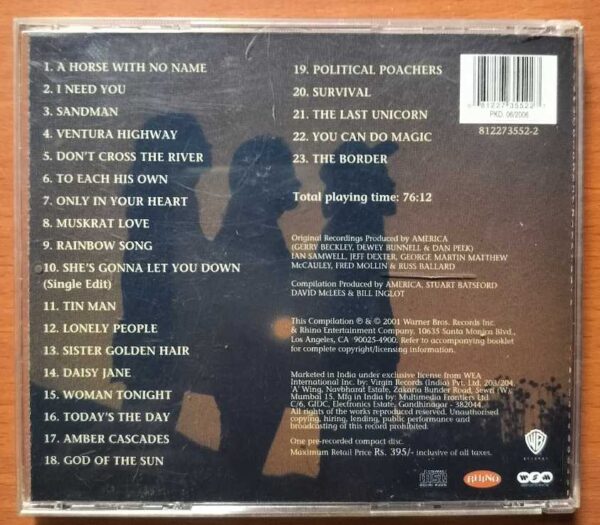 1. A HORSE WITH NO NAME
2. I NEED YOU
3. SANDMAN
4. VENTURA HIGHWAY
5. DON'T CROSS THE RIVER
6. TO EACH HIS OWN
7. ONLY IN YOUR HEART
8. MUSKRAT LOVE
9. RAINBOW SONG
10. SHE'S GONNA LET YOU DOWN
(Single Edit)
11. TIN MAN
12. LONELY PEOPLE
13. SISTER GOLDEN HAIR
14. DAISY JANE
15. WOMAN TONIGHT
16. TODAY'S THE DAY
17. AMBER CASCADES
18. GOD OF THE SUN
19. POLITICAL POACHERS
20. SURVIVAL
21. THE LAST UNICORN
22. YOU CAN DO MAGIC
23. THE BORDER
Total playing time: 76:12
Original Recordings Produced by AMERICA
(GERRY BECKLEY, DEWEY BUNNELL & DAN PEEK)
IAN SAMWELL, JEFF DEXTER, GEORGE MARTIN MATTHEW
McCAULEY, FRED MOLLIN & RUSS BALLARD
Compilation Produced by AMERICA, STUART BATSFORD
DAVID McLEES & BILL INGLOT
This Compilation ℗ & © 2001 Warner Bros. Records Inc.
& Rhino Entertainment Company, 10635 Santa Monica Blvd.,
Los Angeles, CA 90025-4900. Refer to accompanying booklet
for complete copyright/licensing information.
Marketed in India under exclusive license from WEA
International Inc. by: Virgin Records (India) Pvt. Ltd. 203/204
'A' Wing, Navbharat Estate, Zakaria Bunder Road, Sewri (W);
Mumbai 15. Mfg in India by: Multimedia Frontiers Ltd
C/6, GIDC, Electronics Estate, Gandhinagar - 382044
All rights of the works reproduced reserved. Unauthorised
copying, hiring, lending, public performance and
broadcasting of this record prohibited.
One pre-recorded compact disc.
Maximum Retail Price Rs. 395/- inclusive of all taxes.
81227 35522
PKD. 06/2006
812273552-2
COMPACT
disc
DIGITAL AUDIO
RHINO
WB
RECORDS
WSM